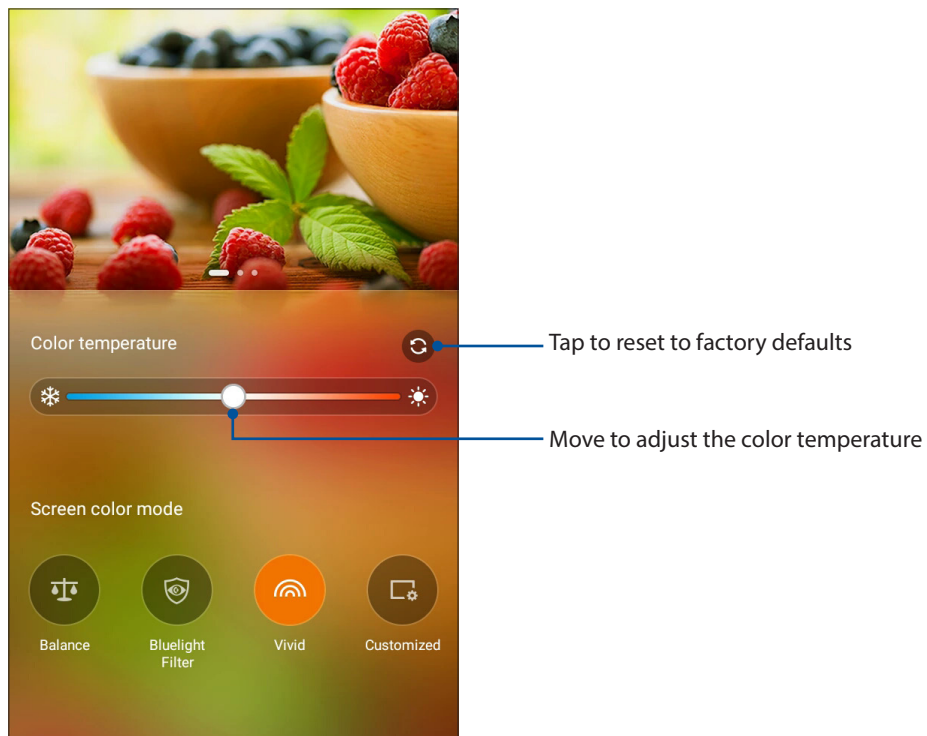 Color temperature
Tap to reset to factory defaults
Move to adjust the color temperature
Screen color mode
Balance
Bluelight
Filter
Vivid
Customized